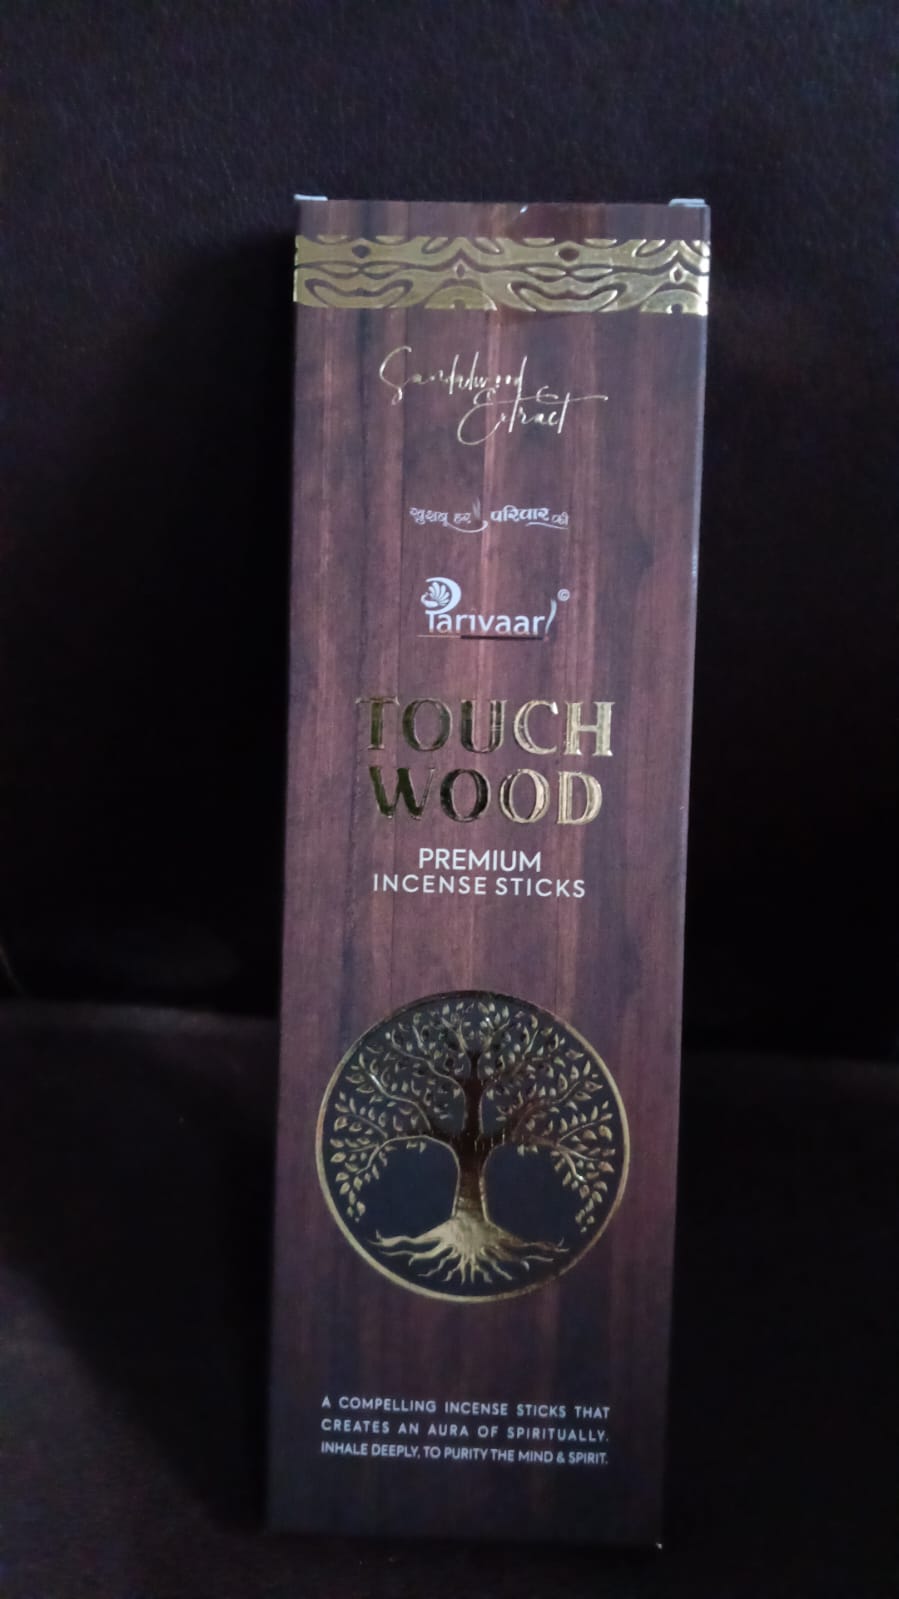 Sandalwood
Extract
खुशबू हर परिवार की
Parivaar ©
TOUCH
WOOD
PREMIUM
INCENSE STICKS
A COMPELLING INCENSE STICKS THAT
CREATES AN AURA OF SPIRITUALLY.
INHALE DEEPLY, TO PURITY THE MIND & SPIRIT.